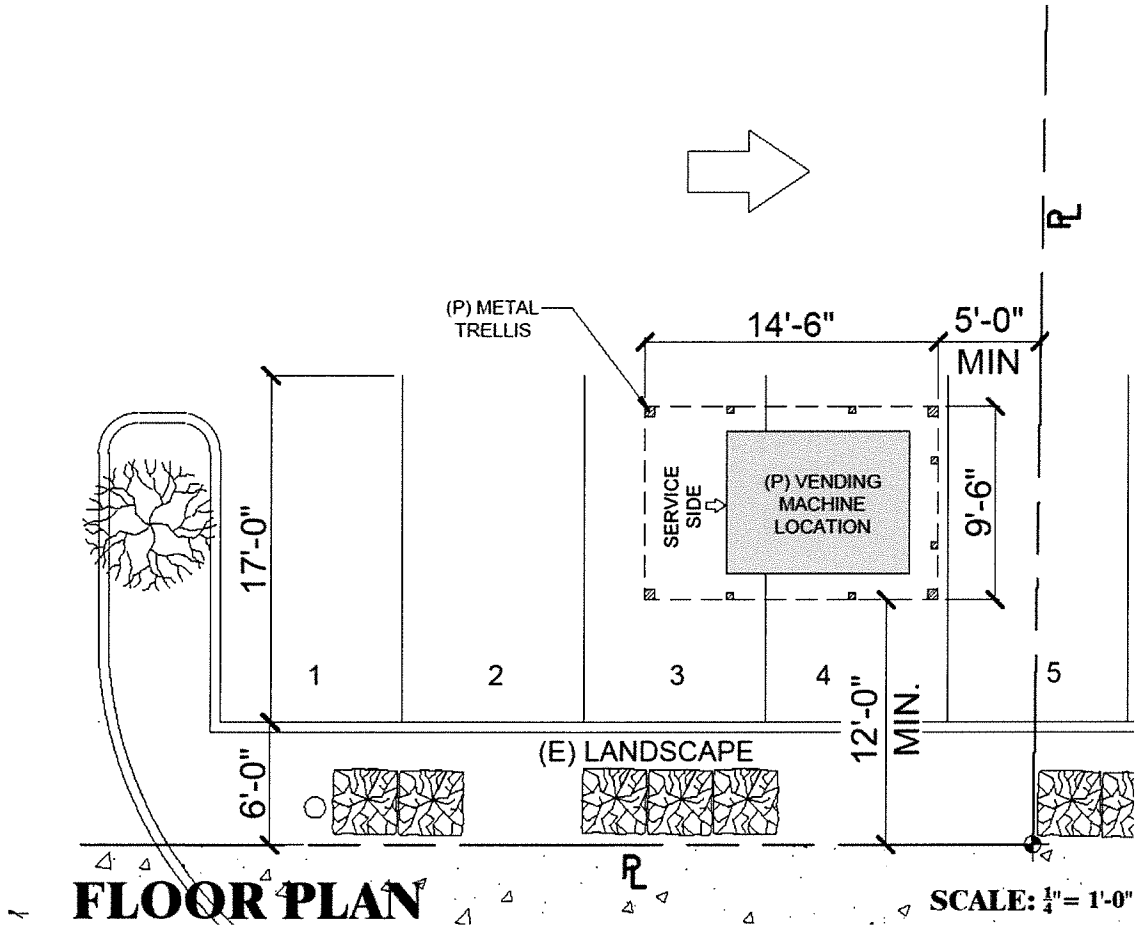 PL
(P) METAL
TRELLIS
14'-6"
5'-0"
MIN
17'-0"
SERVICE
SIDE
(P) VENDING
MACHINE
LOCATION
9'-6"
1
2
3
4
5
12'-0"
MIN.
(E) LANDSCAPE
6'-0"
PL
FLOOR PLAN
SCALE: 1/4" = 1'-0"